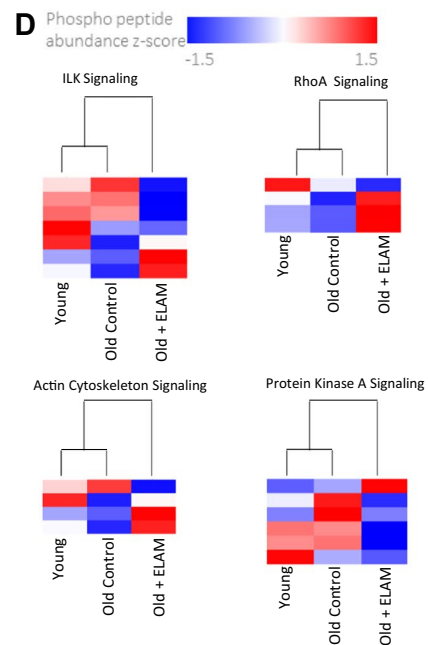 D
Phospho peptide
abundance z-score
-1.5 1.5
ILK Signaling
RhoA Signaling
Young
Old Control
Old + ELAM
Young
Old Control
Old + ELAM
Actin Cytoskeleton Signaling
Protein Kinase A Signaling
Young
Old Control
Old + ELAM
Young
Old Control
Old + ELAM